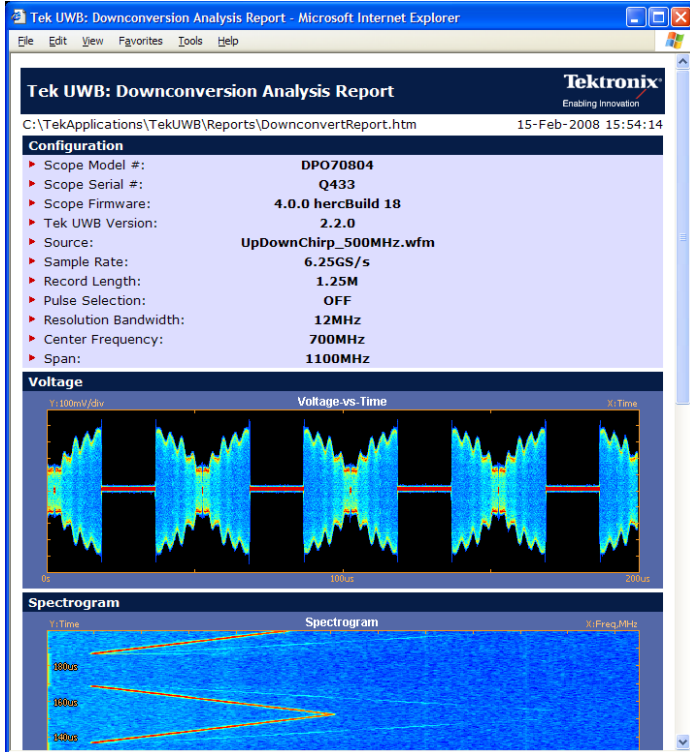 Tek UWB: Downconversion Analysis Report - Microsoft Internet Explorer
File Edit View Favorites Tools Help
Tek UWB: Downconversion Analysis Report
Tektronix
Enabling Innovation
C:\TekApplications\TekUWB\Reports\DownconvertReport.htm 15-Feb-2008 15:54:14
Configuration
Scope Model #: DPO70804
Scope Serial #: Q433
Scope Firmware: 4.0.0 hercBuild 18
Tek UWB Version: 2.2.0
Source: UpDownChirp_500MHz.wfm
Sample Rate: 6.25GS/s
Record Length: 1.25M
Pulse Selection: OFF
Resolution Bandwidth: 12MHz
Center Frequency: 700MHz
Span: 1100MHz
Voltage
Y:100mV/div Voltage-vs-Time X:Time
0s 100us 200us
Spectrogram
Y:Time Spectrogram X:Freq,MHz
180us
160us
140us